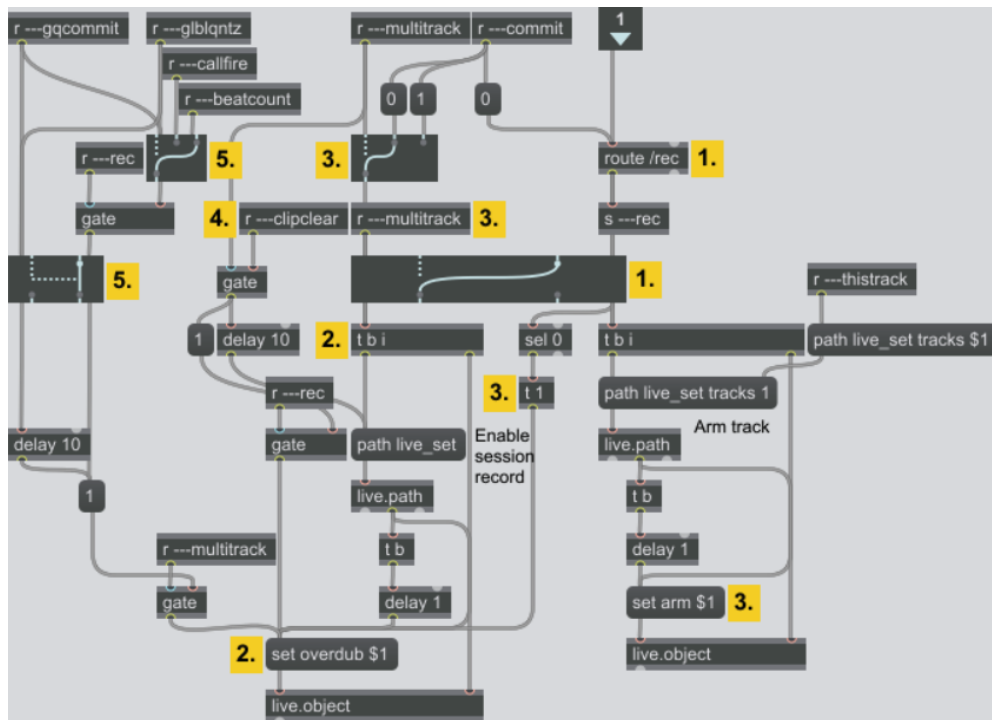 r ---gqcommit
r ---glblqntz
r ---multitrack
r ---commit
1
r ---callfire
r ---beatcount
0
1
0
r ---rec
5.
3.
route /rec
1.
gate
4.
r ---clipclear
r ---multitrack
3.
s ---rec
5.
1.
gate
r ---thistrack
1
delay 10
2.
t b i
sel 0
t b i
path live_set tracks $1
r ---rec
3.
t 1
path live_set tracks 1
Arm track
delay 10
gate
path live_set
Enable
session
record
live.path
1
live.path
t b
r ---multitrack
t b
delay 1
gate
delay 1
set arm $1
3.
2.
set overdub $1
live.object
live.object